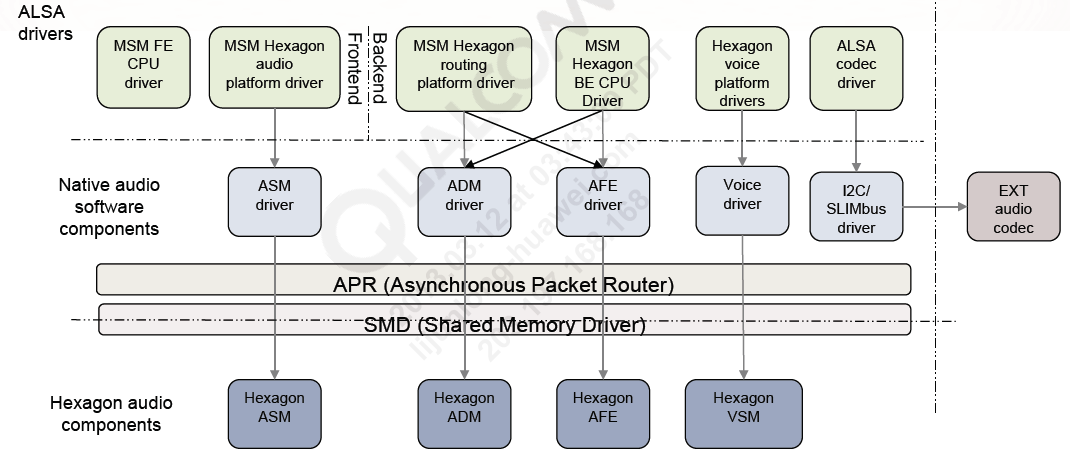 ALSA
drivers
MSM FE
CPU
driver
MSM Hexagon
audio
platform driver
Frontend
Backend
MSM Hexagon
routing
platform driver
MSM
Hexagon
BE CPU
Driver
Hexagon
voice
platform
drivers
ALSA
codec
driver
Native audio
software
components
ASM
driver
ADM
driver
AFE
driver
Voice
driver
I2C/
SLIMbus
driver
EXT
audio
codec
APR (Asynchronous Packet Router)
SMD (Shared Memory Driver)
Hexagon audio
components
Hexagon
ASM
Hexagon
ADM
Hexagon
AFE
Hexagon
VSM
QUALCOM